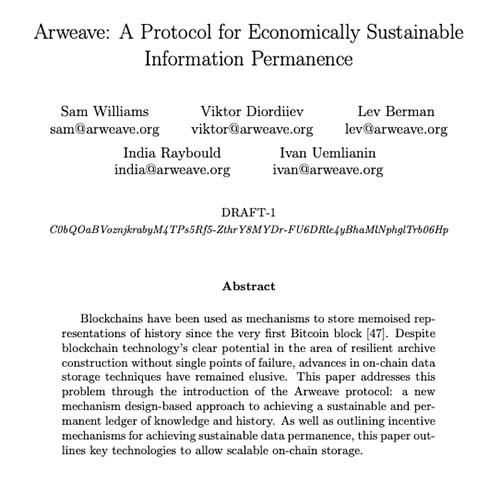 Arweave: A Protocol for Economically Sustainable
Information Permanence
Sam Williams Viktor Diordiiev Lev Berman
sam@arweave.org viktor@arweave.org lev@arweave.org
India Raybould Ivan Uemlianin
india@arweave.org ivan@arweave.org
DRAFT-1
C0bQOaBVoznjkrabyM4TPs5Rf5-ZthrY8MYDr-FU6DRle4yBhaMlNphglTrb06Hp
Abstract
Blockchains have been used as mechanisms to store memoised rep-
resentations of history since the very first Bitcoin block [47]. Despite
blockchain technology's clear potential in the area of resilient archive
construction without single points of failure, advances in on-chain data
storage techniques have remained elusive. This paper addresses this
problem through the introduction of the Arweave protocol: a new
mechanism design-based approach to achieving a sustainable and per-
manent ledger of knowledge and history. As well as outlining incentive
mechanisms for achieving sustainable data permanence, this paper out-
lines key technologies to allow scalable on-chain storage.